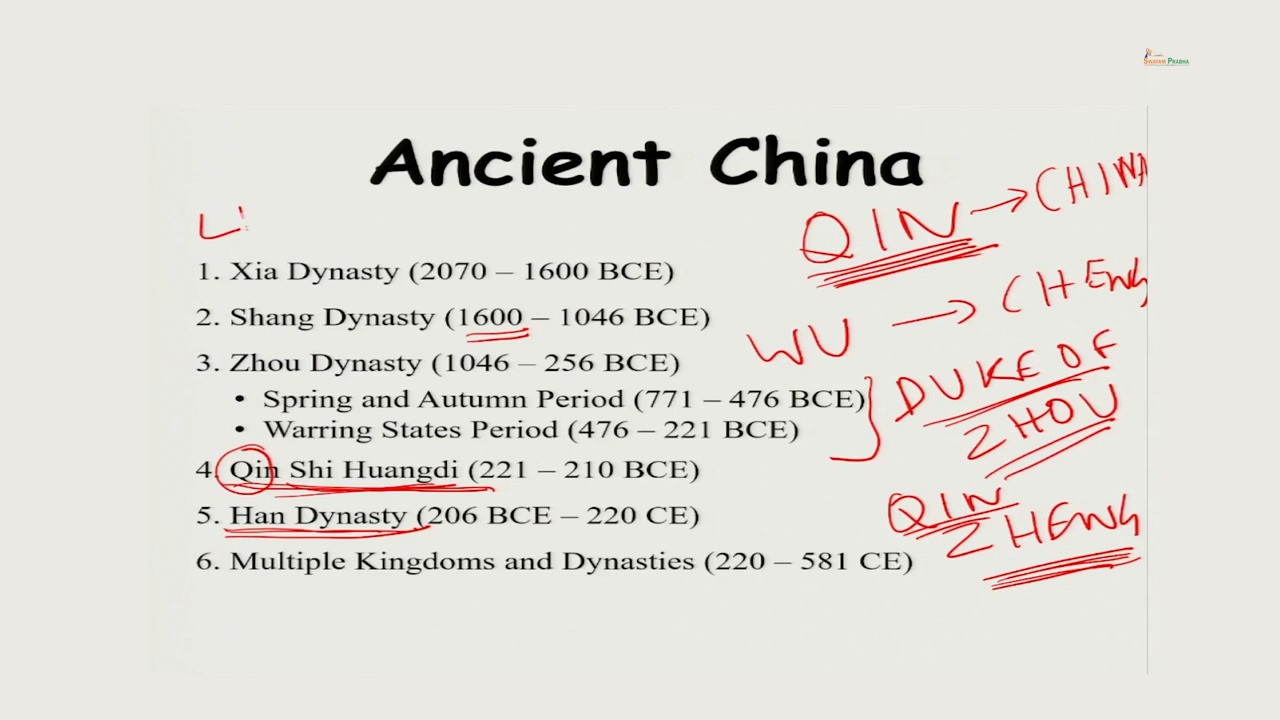 SWAYAM PRABHA
Ancient China
QIN → CHINA
1. Xia Dynasty (2070 – 1600 BCE)
2. Shang Dynasty (1600 – 1046 BCE)
WU → CHENG
3. Zhou Dynasty (1046 – 256 BCE)
• Spring and Autumn Period (771 – 476 BCE)
• Warring States Period (476 – 221 BCE)
DUKE OF
ZHOU
4. Qin Shi Huangdi (221 – 210 BCE)
5. Han Dynasty (206 BCE – 220 CE)
QIN
ZHENG
6. Multiple Kingdoms and Dynasties (220 – 581 CE)